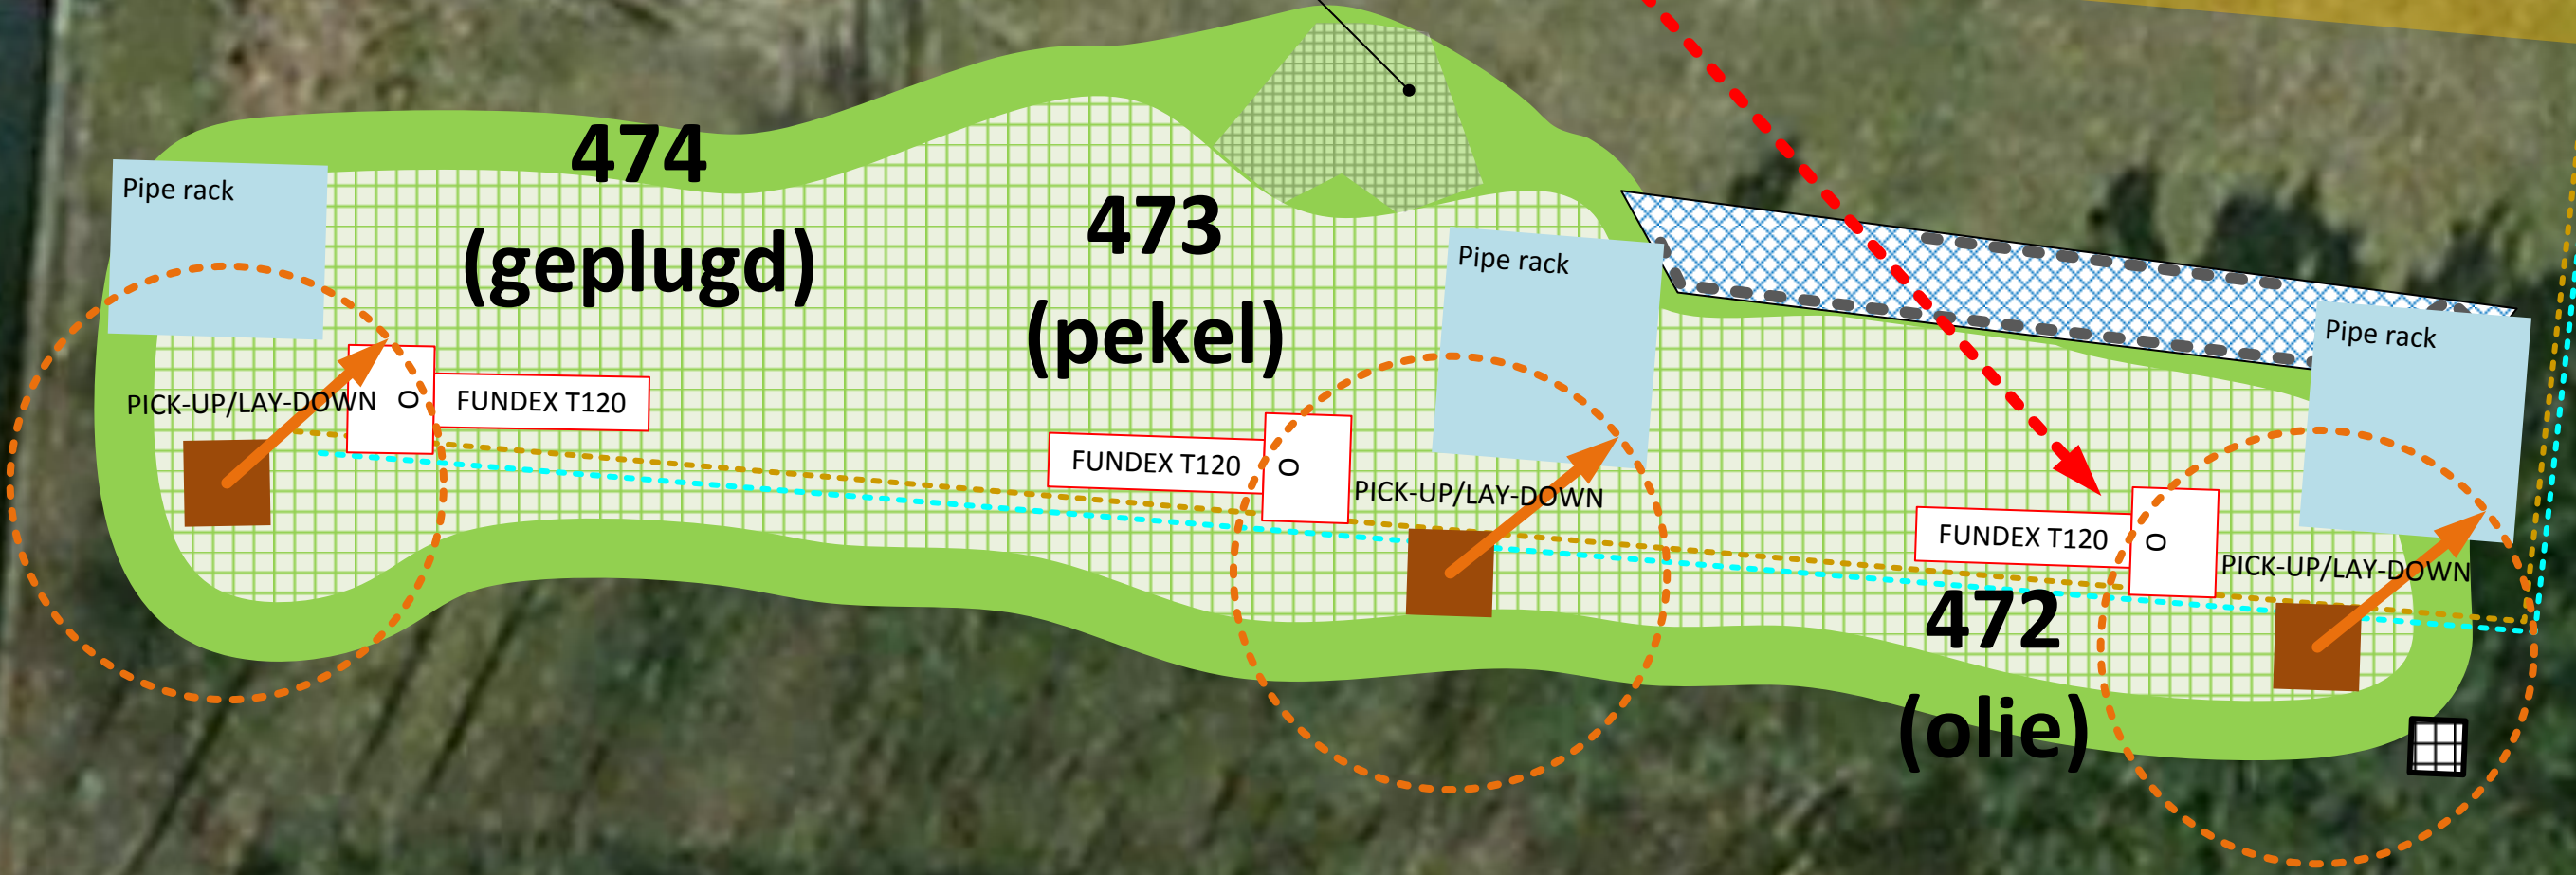 474
(geplugd)
Pipe rack
PICK-UP/LAY-DOWN
O
FUNDEX T120
473
(pekel)
Pipe rack
FUNDEX T120
O
PICK-UP/LAY-DOWN
Pipe rack
FUNDEX T120
O
PICK-UP/LAY-DOWN
472
(olie)